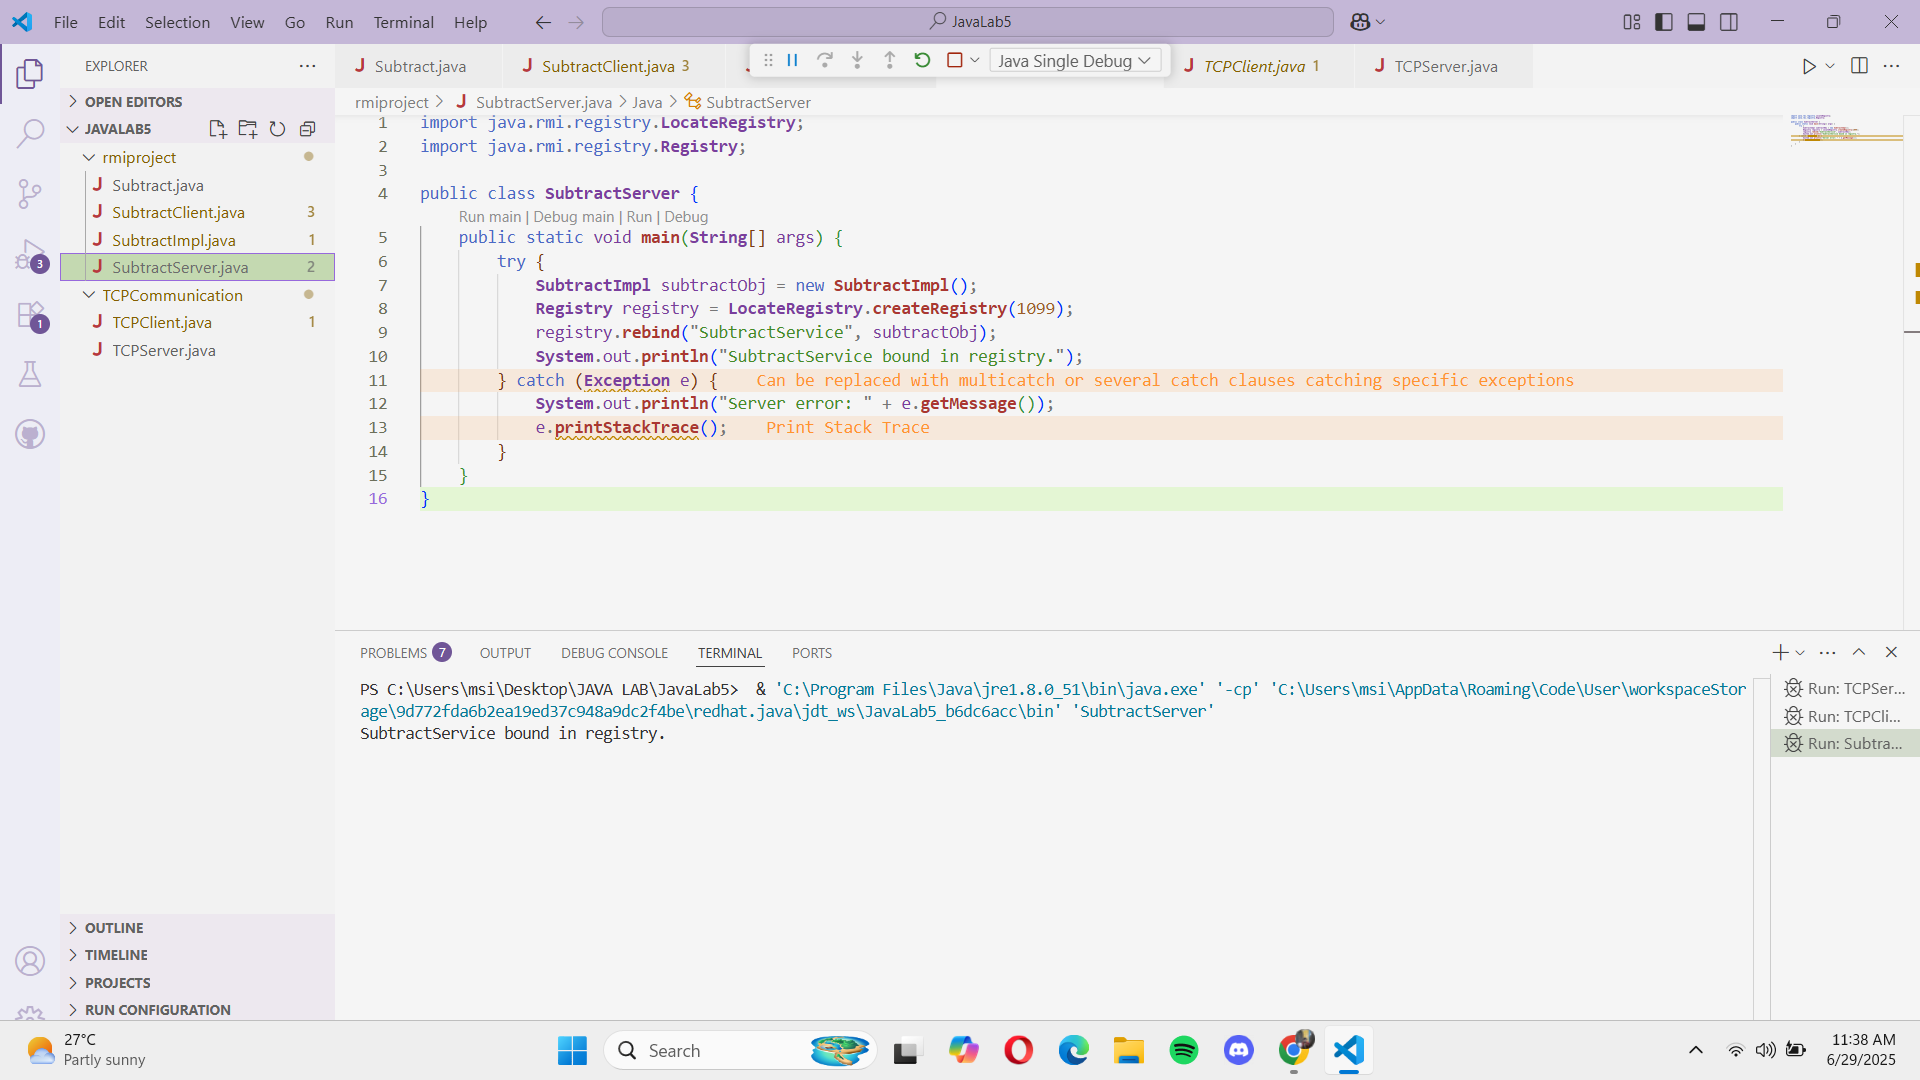 File Edit Selection View Go Run Terminal Help
JavaLab5
EXPLORER
OPEN EDITORS
JAVALAB5
rmiproject
Subtract.java
SubtractClient.java 3
SubtractImpl.java 1
SubtractServer.java 2
TCPCommunication
TCPClient.java 1
TCPServer.java
3
1
OUTLINE
TIMELINE
PROJECTS
RUN CONFIGURATION
Subtract.java
SubtractClient.java 3
Java Single Debug
TCPClient.java 1
TCPServer.java
rmiproject > SubtractServer.java > Java > SubtractServer
1 import java.rmi.registry.LocateRegistry;
2 import java.rmi.registry.Registry;
3
4 public class SubtractServer {
Run main | Debug main | Run | Debug
5 public static void main(String[] args) {
6 try {
7 SubtractImpl subtractObj = new SubtractImpl();
8 Registry registry = LocateRegistry.createRegistry(1099);
9 registry.rebind("SubtractService", subtractObj);
10 System.out.println("SubtractService bound in registry.");
11 } catch (Exception e) { Can be replaced with multicatch or several catch clauses catching specific exceptions
12 System.out.println("Server error: " + e.getMessage());
13 e.printStackTrace(); Print Stack Trace
14 }
15 }
16 }
PROBLEMS 7 OUTPUT DEBUG CONSOLE TERMINAL PORTS
PS C:\Users\msi\Desktop\JAVA LAB\JavaLab5> & 'C:\Program Files\Java\jre1.8.0_51\bin\java.exe' '-cp' 'C:\Users\msi\AppData\Roaming\Code\User\workspaceStor
age\9d772fda6b2ea19ed37c948a9dc2f4be\redhat.java\jdt_ws\JavaLab5_b6dc6acc\bin' 'SubtractServer'
SubtractService bound in registry.
Run: TCPSer...
Run: TCPCli...
Run: Subtra...
27°C
Partly sunny
Search
11:38 AM
6/29/2025